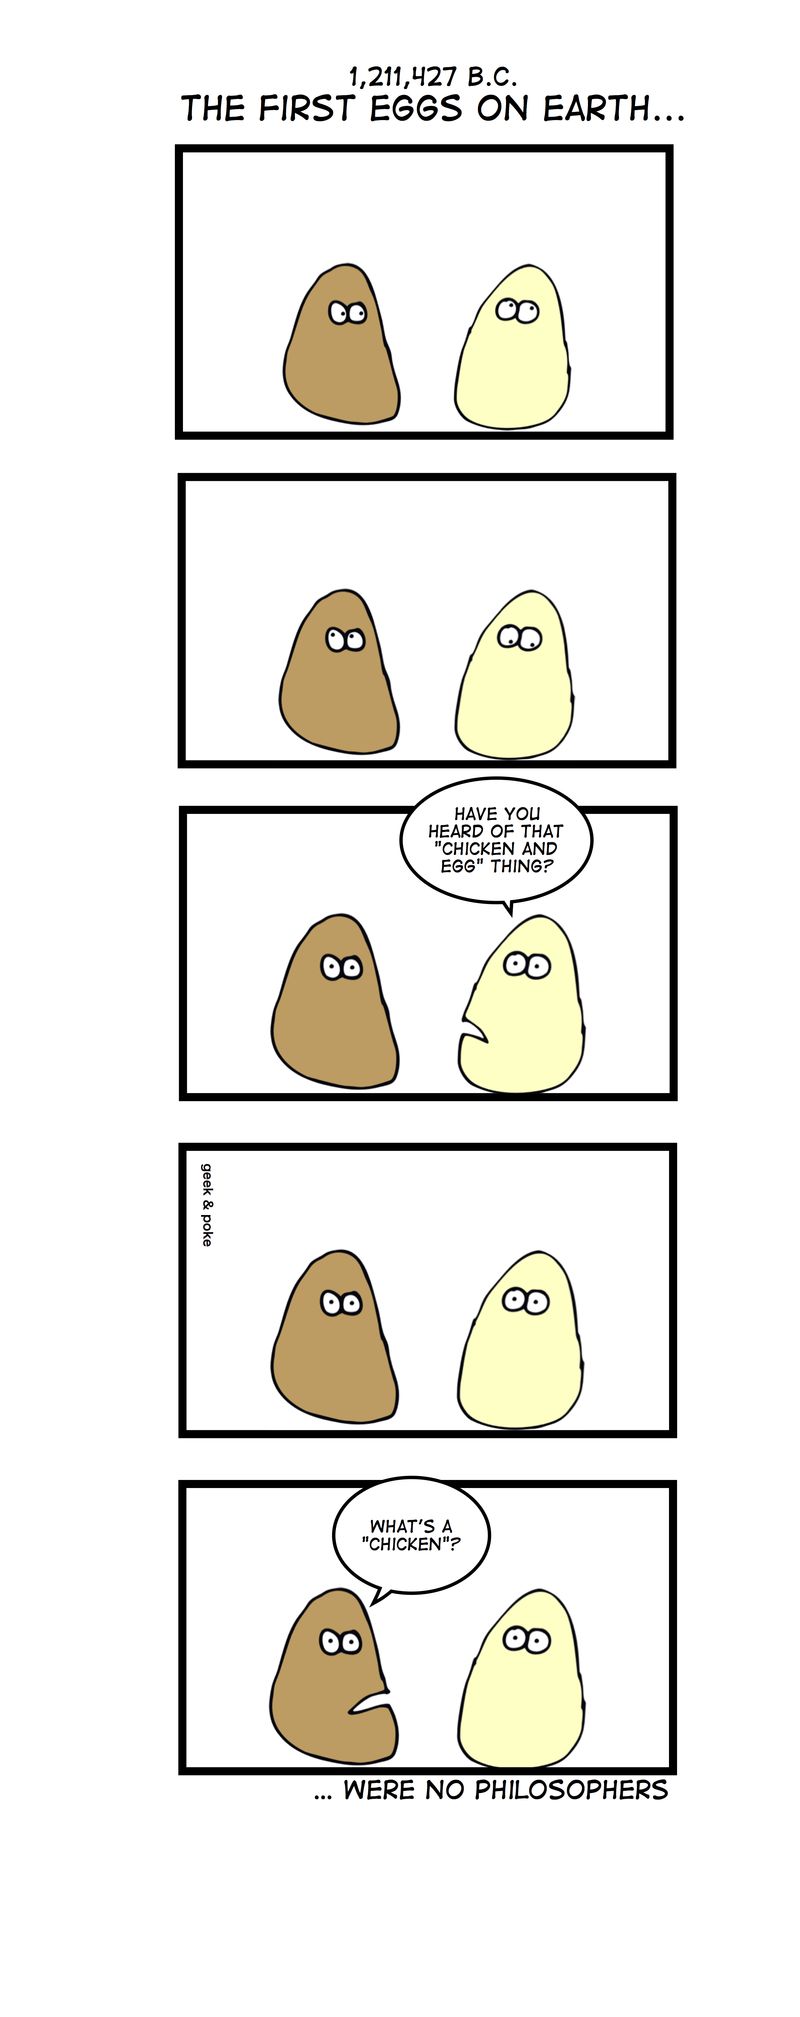 1,211,427 B.C.
THE FIRST EGGS ON EARTH...
HAVE YOU
HEARD OF THAT
"CHICKEN AND
EGG" THING?
geek & poke
WHAT'S A
"CHICKEN"?
... WERE NO PHILOSOPHERS